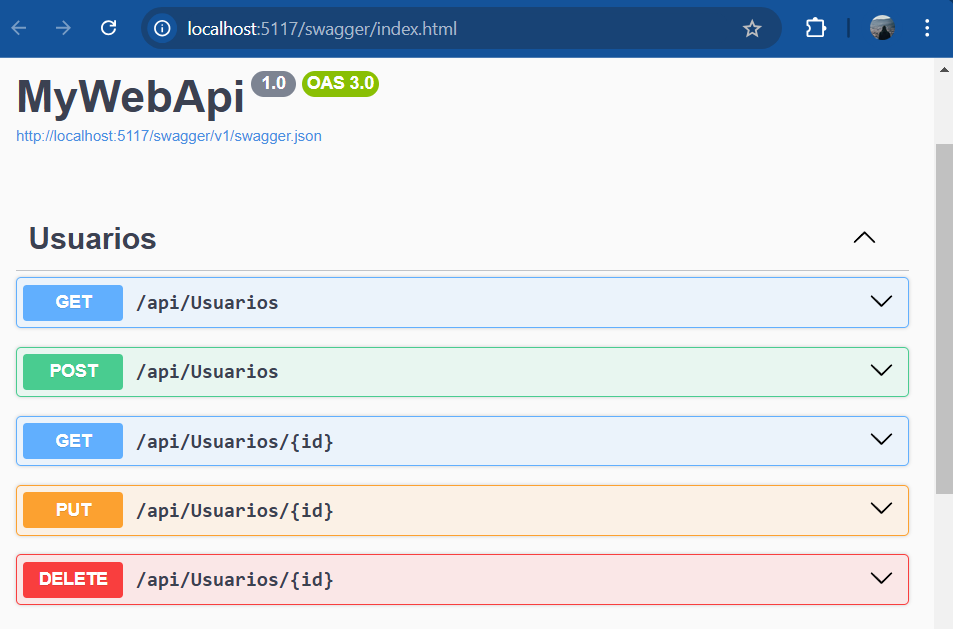 localhost:5117/swagger/index.html
MyWebApi 1.0 OAS 3.0
http://localhost:5117/swagger/v1/swagger.json
Usuarios
GET /api/Usuarios
POST /api/Usuarios
GET /api/Usuarios/{id}
PUT /api/Usuarios/{id}
DELETE /api/Usuarios/{id}